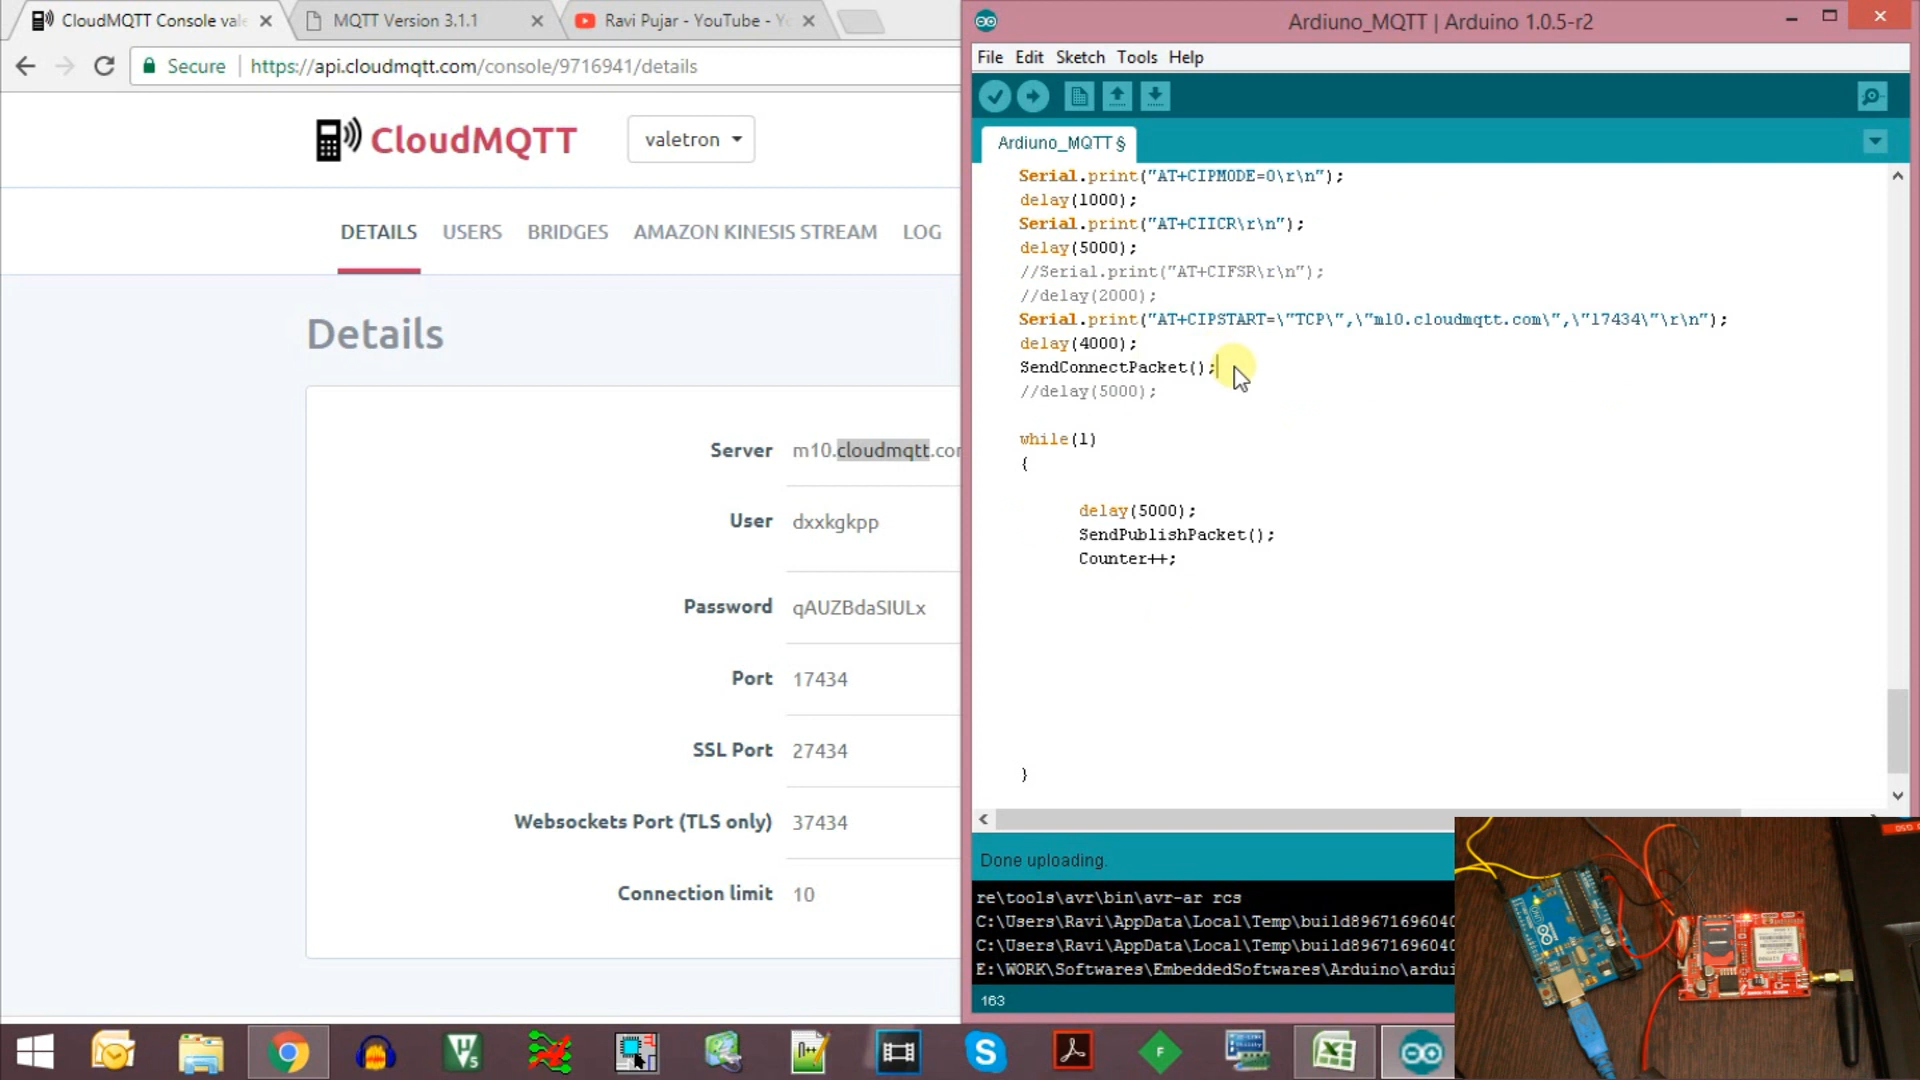 CloudMQTT Console val
MQTT Version 3.1.1
Ravi Pujar - YouTube - Y
Secure
https://api.cloudmqtt.com/console/9716941/details
CloudMQTT
valetron
DETAILS
USERS
BRIDGES
AMAZON KINESIS STREAM
LOG
Details
Server m10.cloudmqtt.co
User dxxkgkpp
Password qAUZBdaSIULx
Port 17434
SSL Port 27434
Websockets Port (TLS only) 37434
Connection limit 10
Ardiuno_MQTT | Arduino 1.0.5-r2
File Edit Sketch Tools Help
Ardiuno_MQTT §
Serial.print("AT+CIPMODE=0\r\n");
delay(1000);
Serial.print("AT+CIICR\r\n");
delay(5000);
//Serial.print("AT+CIFSR\r\n");
//delay(2000);
Serial.print("AT+CIPSTART=\"TCP\",\"m10.cloudmqtt.com\",\"17434\"\r\n");
delay(4000);
SendConnectPacket();
//delay(5000);
while(1)
{
delay(5000);
SendPublishPacket();
Counter++;
}
Done uploading.
re\tools\avr\bin\avr-ar rcs
C:\Users\Ravi\AppData\Local\Temp\build8967169604
C:\Users\Ravi\AppData\Local\Temp\build8967169604
E:\WORK\Softwares\EmbeddedSoftwares\Arduino\ardui
163